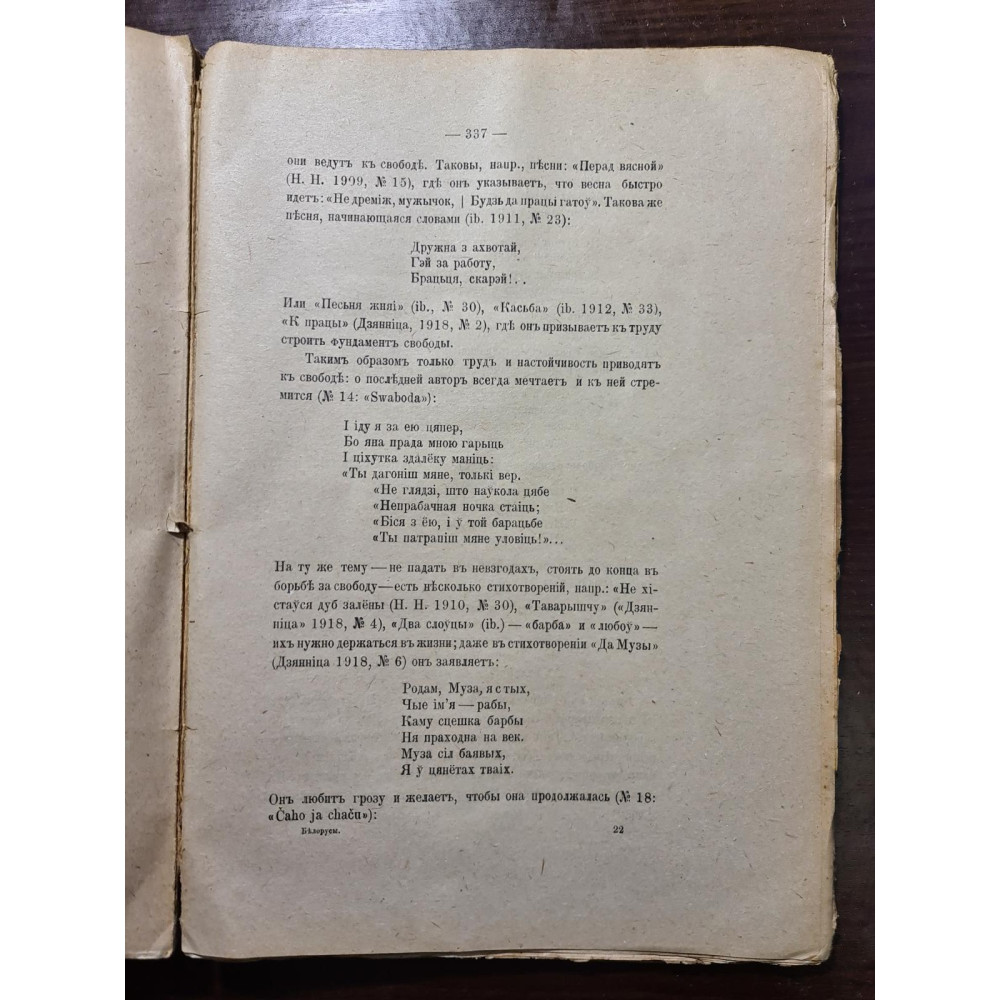 — 337 —
они ведутъ къ свободѣ. Таковы, напр., пѣсни: «Перад вясной»
(Н. Н. 1909, № 15), гдѣ онъ указываетъ, что весна быстро
идетъ: «Не дреміж, мужычок, | Будзь да працы гатоў». Такова же
пѣсня, начинающаяся словами (ib. 1911, № 23):
Дружна з ахвотай,
Гэй за работу,
Брацьця, скарэй!..
Или «Песьня жняі» (ib., № 30), «Касьба» (ib. 1912, № 33),
«К працы» (Дзянніца, 1918, № 2), гдѣ онъ призываетъ къ труду
строить фундаментъ свободы.
Такимъ образомъ только трудъ и настойчивость приводятъ
къ свободѣ: о послѣдней авторъ всегда мечтаетъ и къ ней стре-
мится (№ 14: «Swaboda»):
І іду я за ею цяпер,
Бо яна прада мною гарыць
І ціхутка здалёку маніць:
«Ты дагоніш мяне, толькі вер.
«Не глядзі, што наўкола цябе
«Непрабачная ночка стаіць;
«Біся з ёю, і ў той барацьбе
«Ты патрапіш мяне уловіць!»...
На ту же тему — не падать въ невзгодахъ, стоять до конца въ
борьбѣ за свободу—есть нѣсколько стихотвореній, напр.: «Не хі-
стаўся дуб залёны (Н. Н. 1910, № 30), «Таварышчу» («Дзян-
ніца» 1918, № 4), «Два слоўцы» (ib.) — «барба» и «любоў» —
ихъ нужно держаться въ жизни; даже въ стихотвореніи «Да Музы»
(Дзянніца 1918, № 6) онъ заявляетъ:
Родам, Муза, я с тых,
Чые ім'я — рабы,
Каму сцешка барбы
Ня праходна на век.
Муза сіл баявых,
Я ў цянётах тваіх.
Онъ любитъ грозу и желаетъ, чтобы она продолжалась (№ 18:
«Čaho ja chaču»):
Бѣлорусы. 22